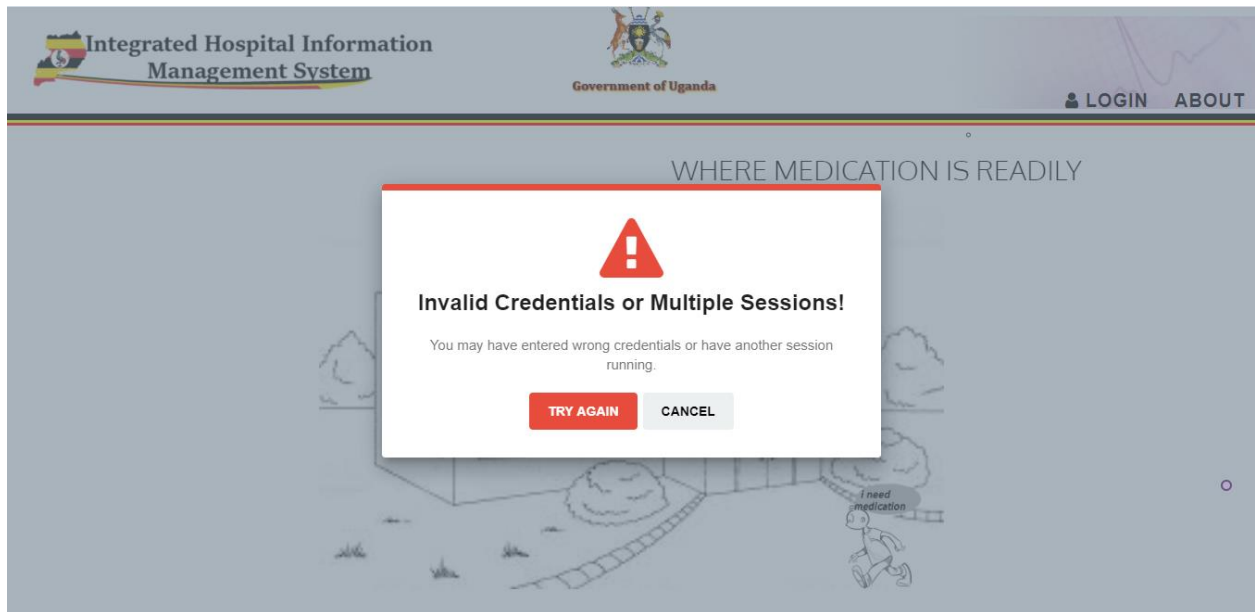 Integrated Hospital Information
Management System
Government of Uganda
LOGIN ABOUT
WHERE MEDICATION IS READILY
Invalid Credentials or Multiple Sessions!
You may have entered wrong credentials or have another session
running.
TRY AGAIN CANCEL
i need
medication